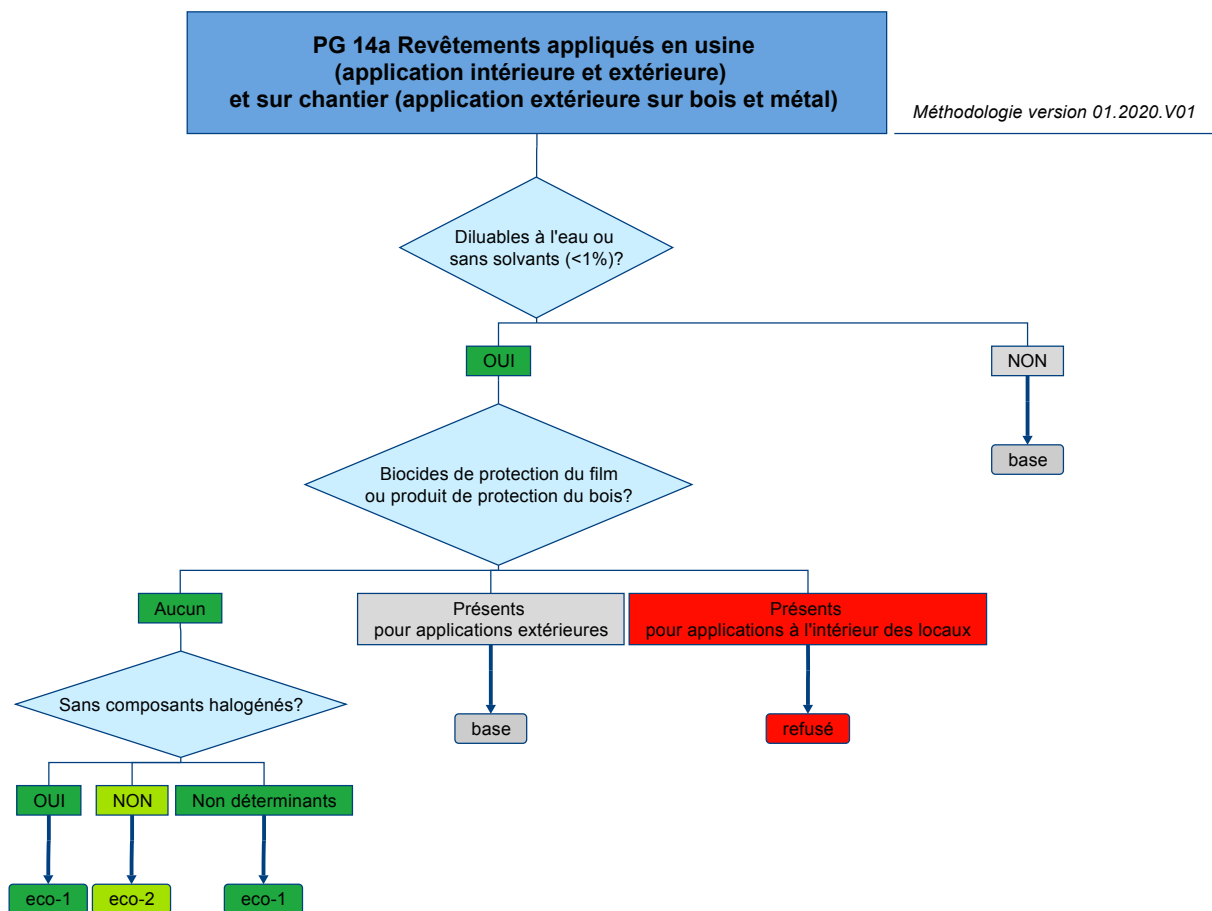 PG 14a Revêtements appliqués en usine
(application intérieure et extérieure)
et sur chantier (application extérieure sur bois et métal)
Méthodologie version 01.2020.V01
Diluables à l'eau ou
sans solvants (<1%)?
OUI
NON
base
Biocides de protection du film
ou produit de protection du bois?
Aucun
Présents
pour applications extérieures
Présents
pour applications à l'intérieur des locaux
Sans composants halogénés?
base
refusé
OUI
NON
Non déterminants
eco-1
eco-2
eco-1